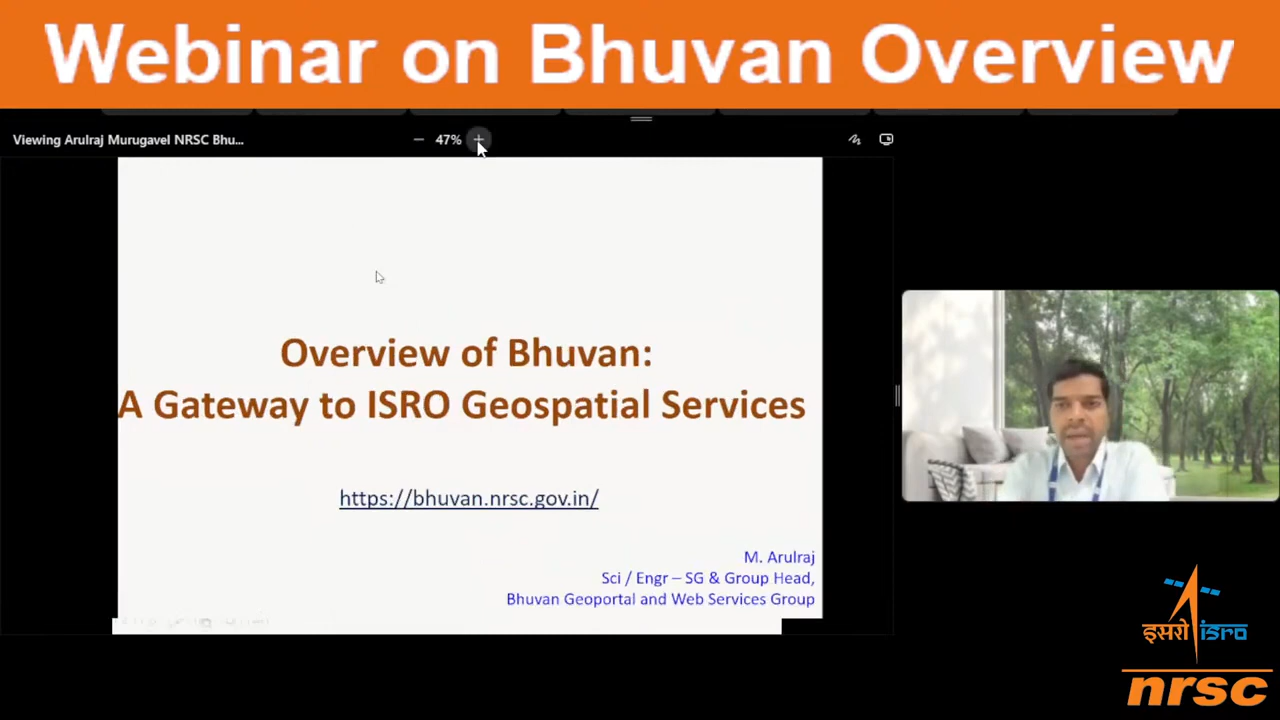 Webinar on Bhuvan Overview
Viewing Arulraj Murugavel NRSC Bhu...
47%
Overview of Bhuvan:
A Gateway to ISRO Geospatial Services
https://bhuvan.nrsc.gov.in/
M. Arulraj
Sci / Engr – SG & Group Head,
Bhuvan Geoportal and Web Services Group
इसरो isro
nrsc